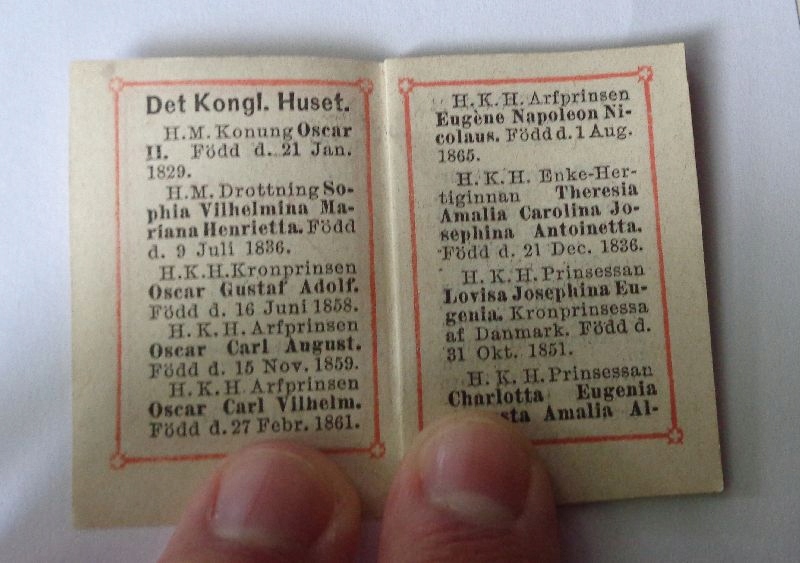 Det Kongl. Huset.
H.M. Konung Oscar
II. Född d. 21 Jan.
1829.
H.M. Drottning So-
phia Vilhelmina Ma-
riana Henrietta. Född
d. 9 Juli 1836.
H.K.H. Kronprinsen
Oscar Gustaf Adolf.
Född d. 16 Juni 1858.
H.K.H. Arfprinsen
Oscar Carl August.
Född d. 15 Nov. 1859.
H.K.H. Arfprinsen
Oscar Carl Vilhelm.
Född d. 27 Febr. 1861.
H.K.H. Arfprinsen
Eugène Napoleon Ni-
colaus. Född d. 1 Aug.
1865.
H.K.H. Enke-Her-
tiginnan Theresia
Amalia Carolina Jo-
sephina Antoinetta.
Född d. 21 Dec. 1836.
H.K.H. Prinsessan
Lovisa Josephina Eu-
genia. Kronprinsessa
af Danmark. Född d.
31 Okt. 1851.
H.K.H. Prinsessan
Charlotta Eugenia
Amalia Al-